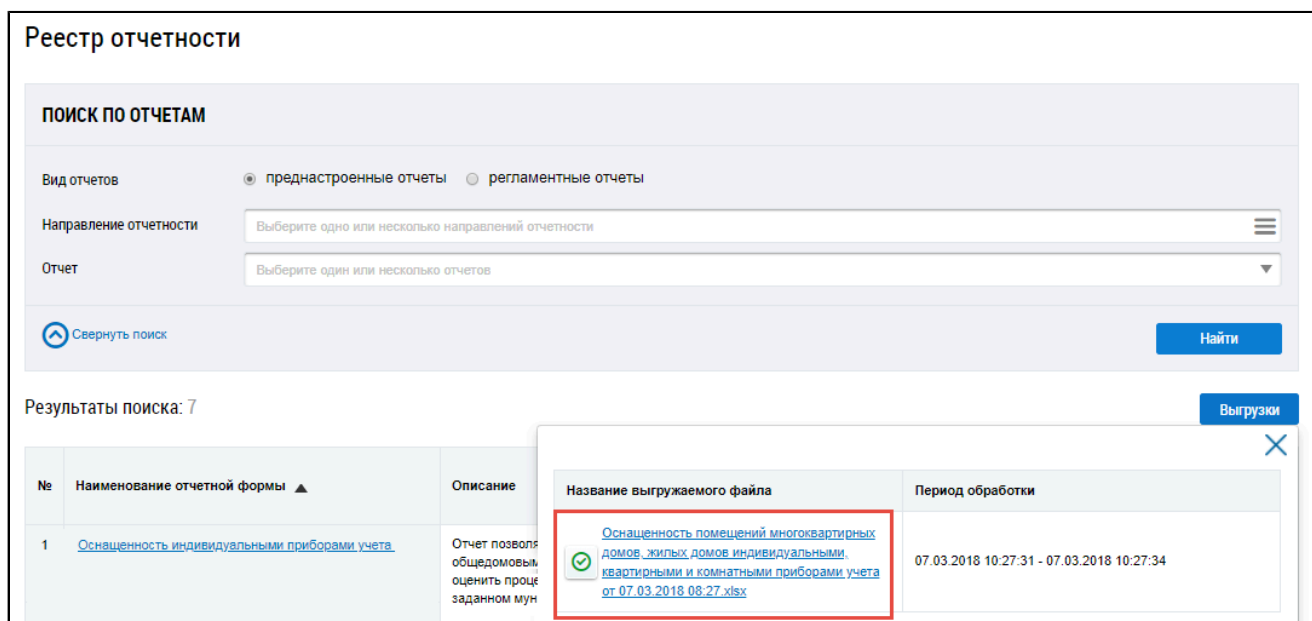 Реестр отчетности
ПОИСК ПО ОТЧЕТАМ
Вид отчетов
преднастроенные отчеты
регламентные отчеты
Направление отчетности
Выберите одно или несколько направлений отчетности
Отчет
Выберите один или несколько отчетов
Свернуть поиск
Найти
Результаты поиска: 7
Выгрузки
№
Наименование отчетной формы ▲
Описание
1
Оснащенность индивидуальными приборами учета
Отчет позволя
общедомовым
оценить проце
заданном мун
Название выгружаемого файла
Период обработки
Оснащенность помещений многоквартирных
домов, жилых домов индивидуальными,
квартирными и комнатными приборами учета
от 07.03.2018 08:27.xlsx
07.03.2018 10:27:31 - 07.03.2018 10:27:34